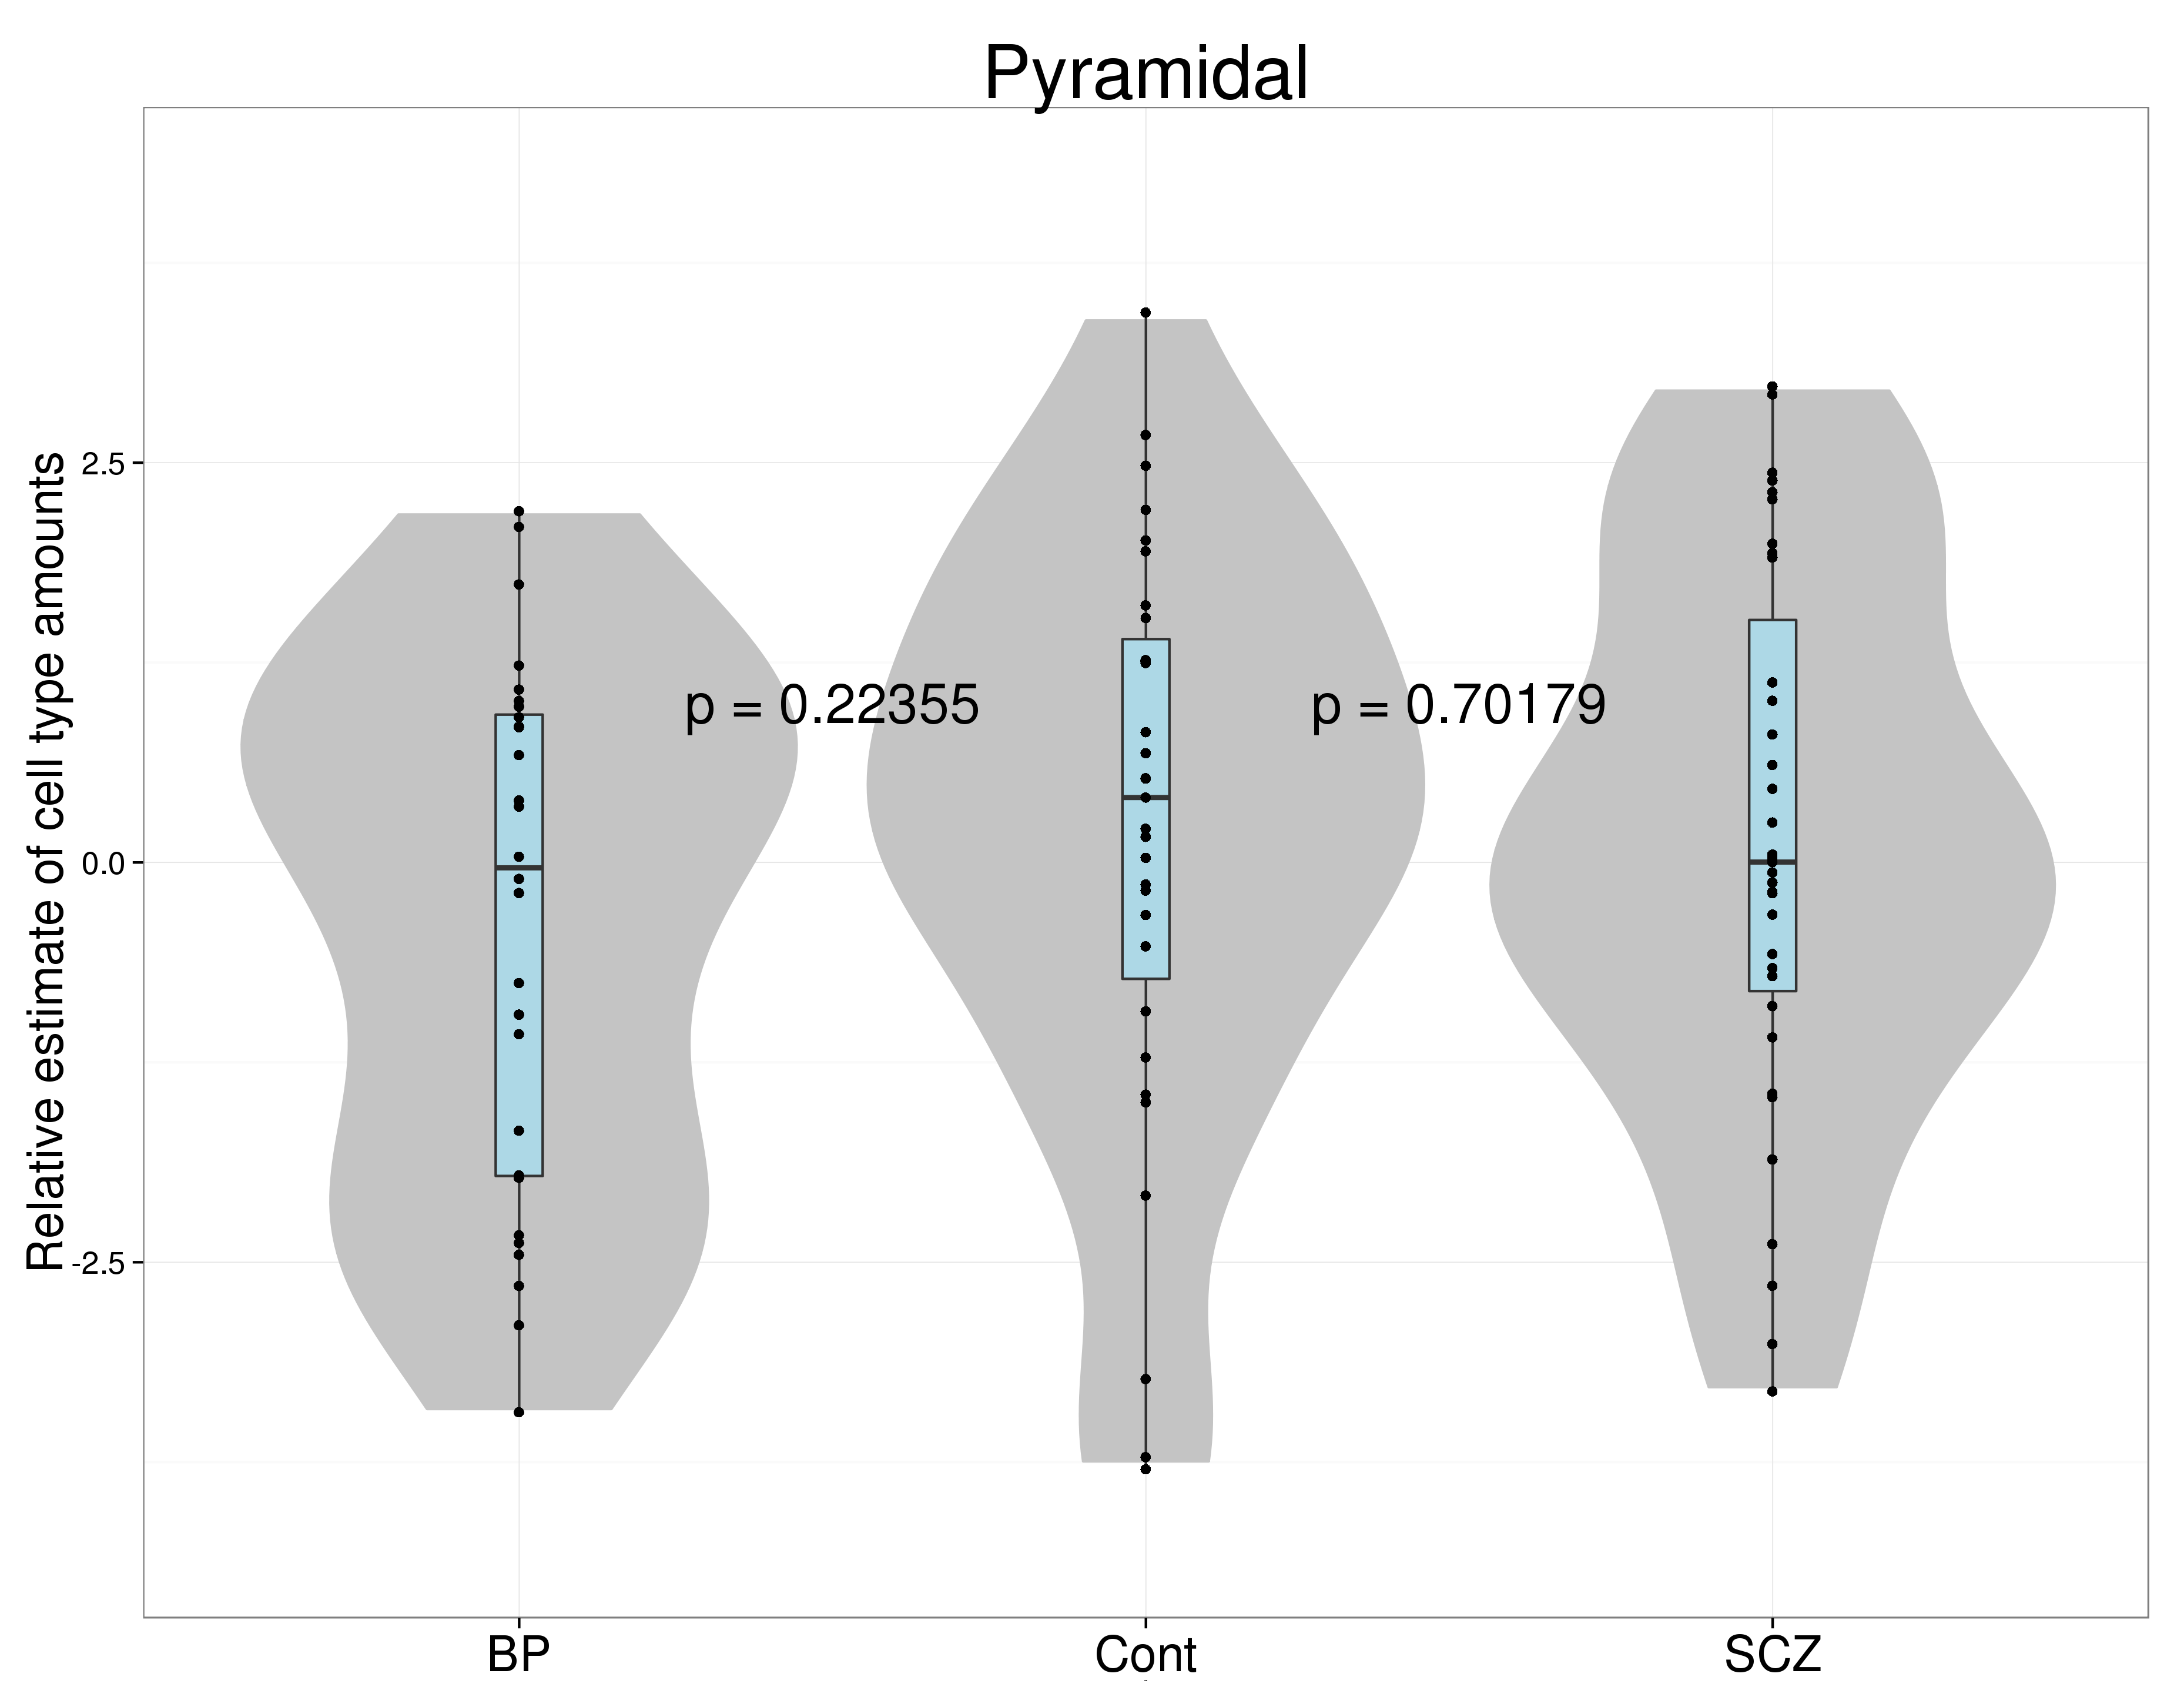 Pyramidal
Relative estimate of cell type amounts
2.5
0.0
-2.5
p = 0.22355
p = 0.70179
BP
Cont
SCZ